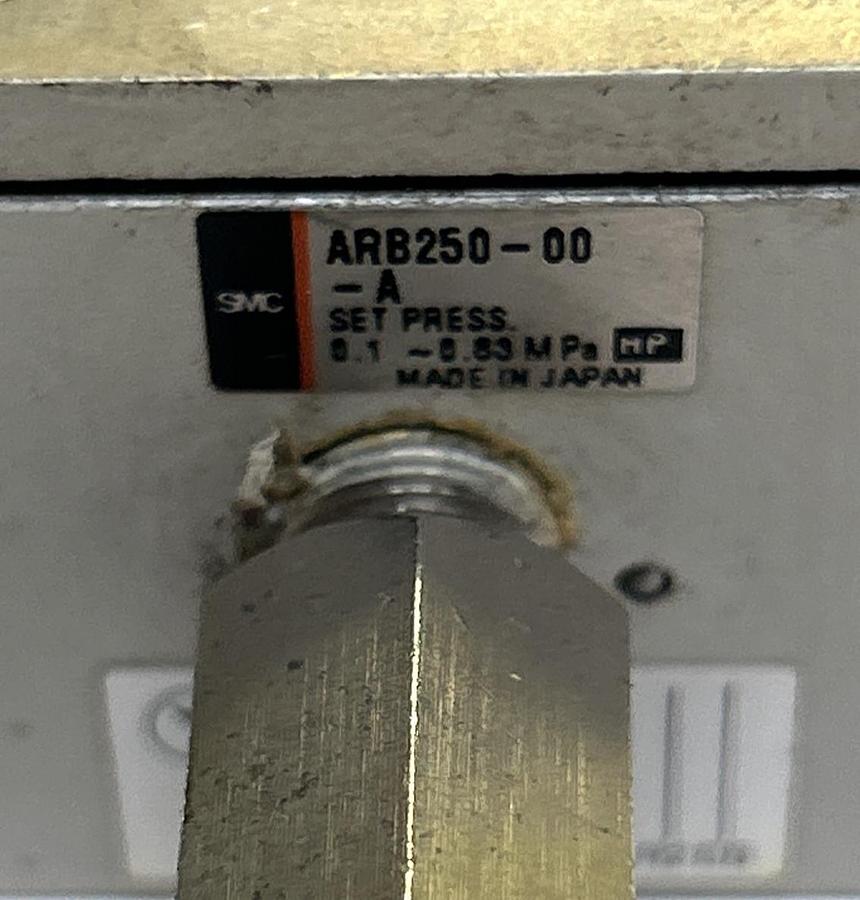 SMC
ARB250-00
-A
SET PRESS.
0.1 ~0.83 MPa MP
MADE IN JAPAN